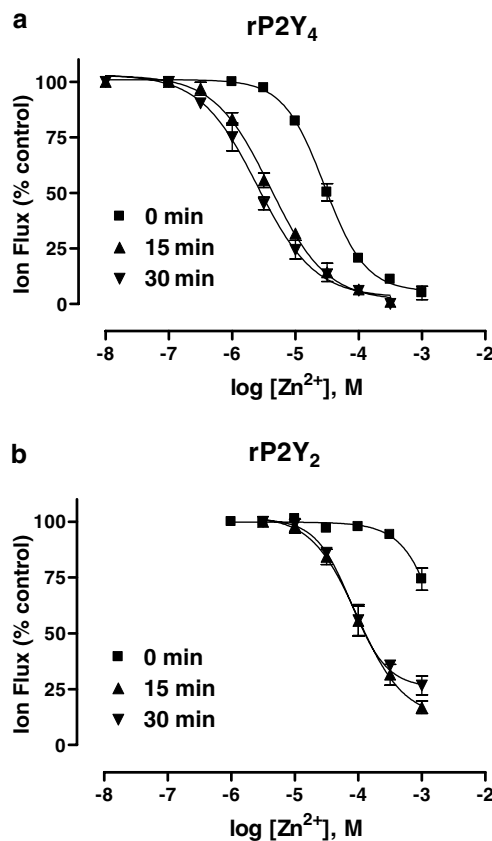 a
rP2Y₄
Ion Flux (% control)
100
75
50
25
0
0 min
15 min
30 min
-8 -7 -6 -5 -4 -3 -2
log [Zn²⁺], M
b
rP2Y₂
Ion Flux (% control)
100
75
50
25
0
0 min
15 min
30 min
-8 -7 -6 -5 -4 -3 -2
log [Zn²⁺], M